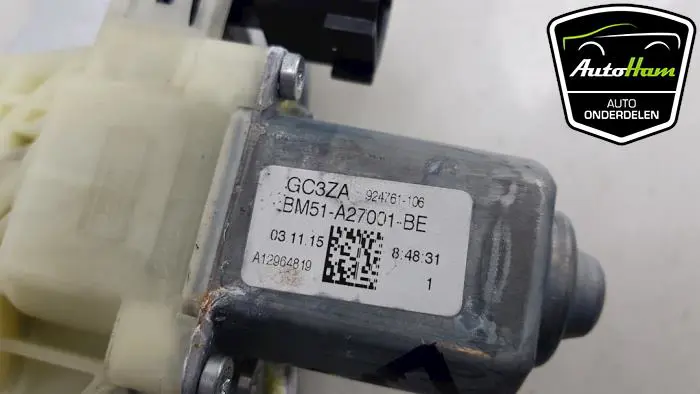 AutoHam
AUTO
ONDERDELEN
GC3ZA 924761-106
BM51-A27001-BE
03.11.15 8:48:31
A12964819 1